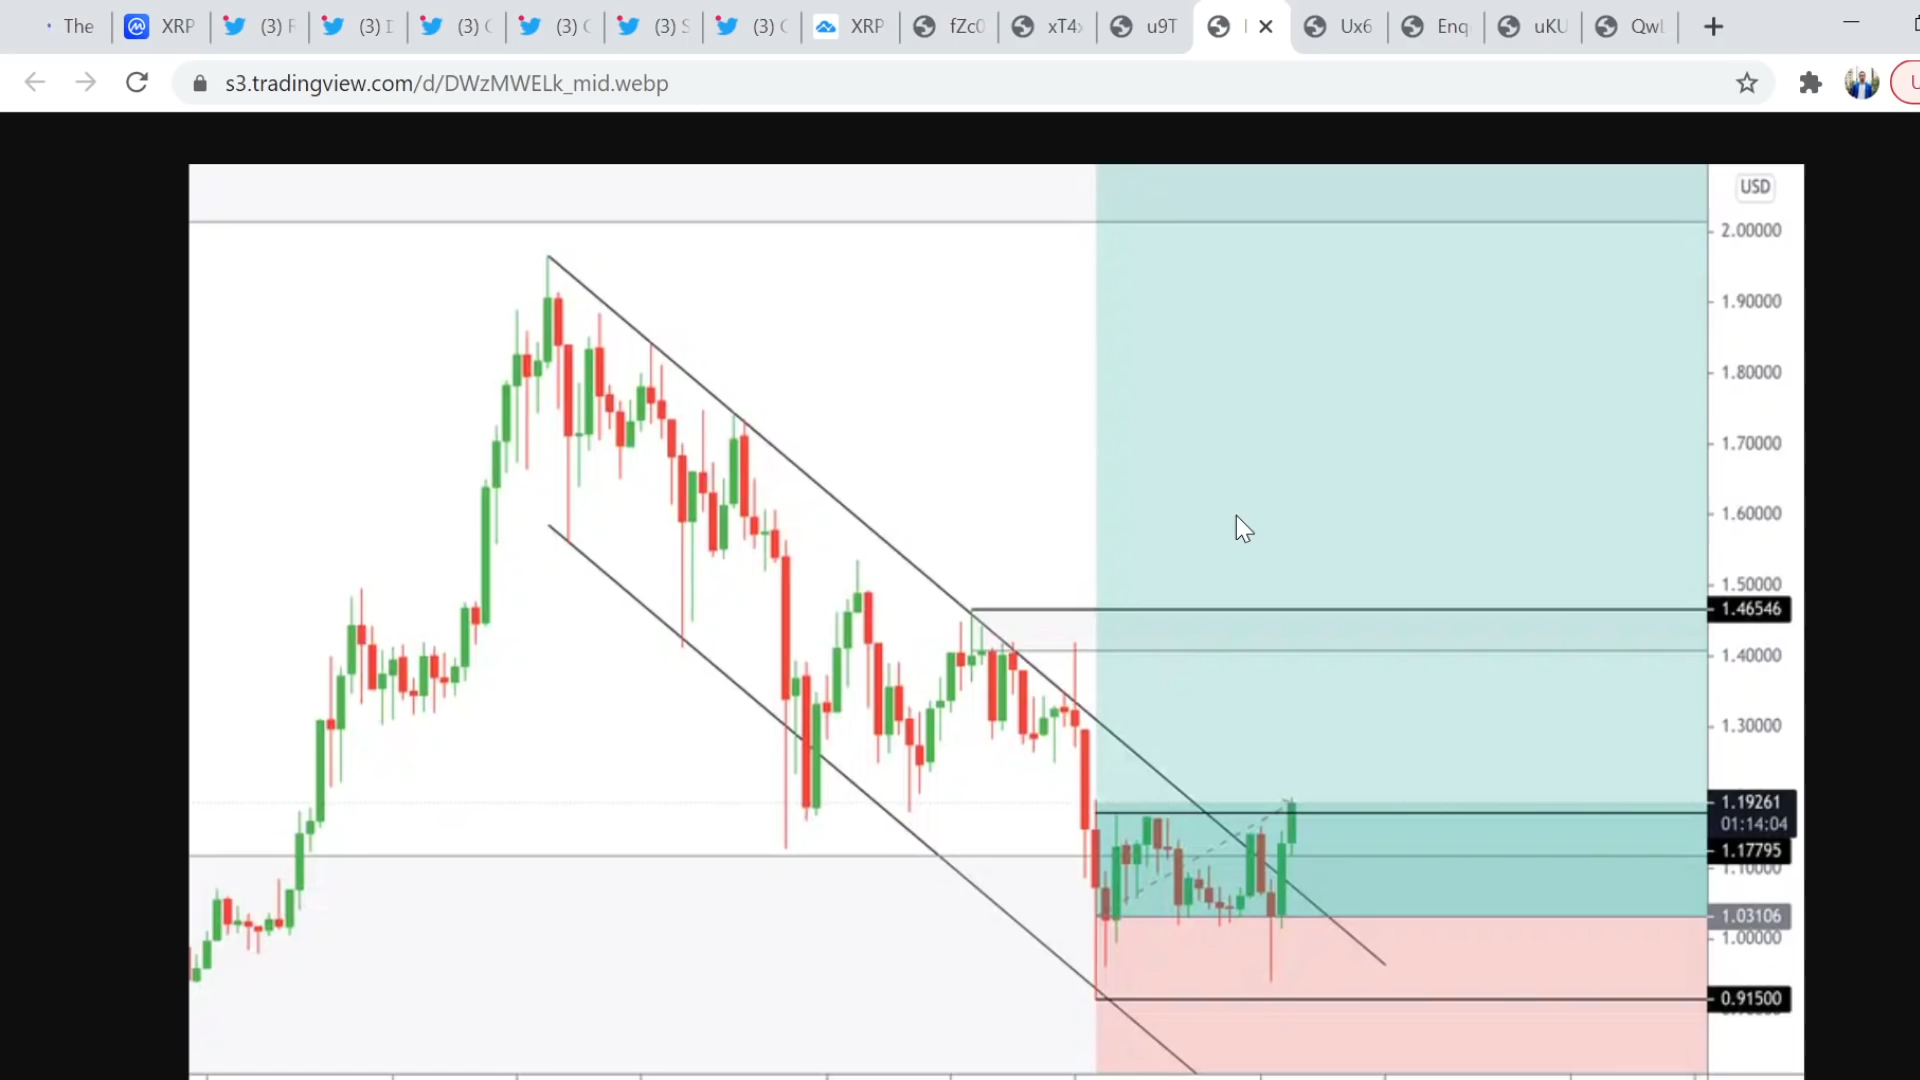 The
XRP
(3)
(3)
(3)
(3)
(3) S
(3)
XRP
fZc0
xT4
u9T
Ux6
Enq
uKU
Qw
s3.tradingview.com/d/DWzMWELk_mid.webp
USD
2.00000
1.90000
1.80000
1.70000
1.60000
1.50000
1.46546
1.40000
1.30000
1.19261
01:14:04
1.17795
1.10000
1.03106
1.00000
0.91500